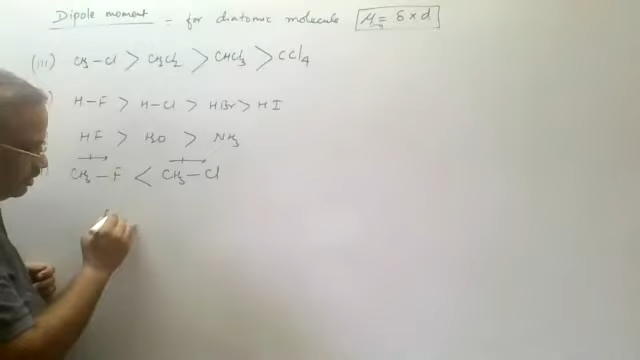 Dipole moment - for diatomic molecule μ = δ × d
(iii) CH3-Cl > CH2Cl2 > CHCl3 > CCl4
) H-F > H-Cl > HBr > HI
HF > H2O > NH3
CH3-F < CH3-Cl